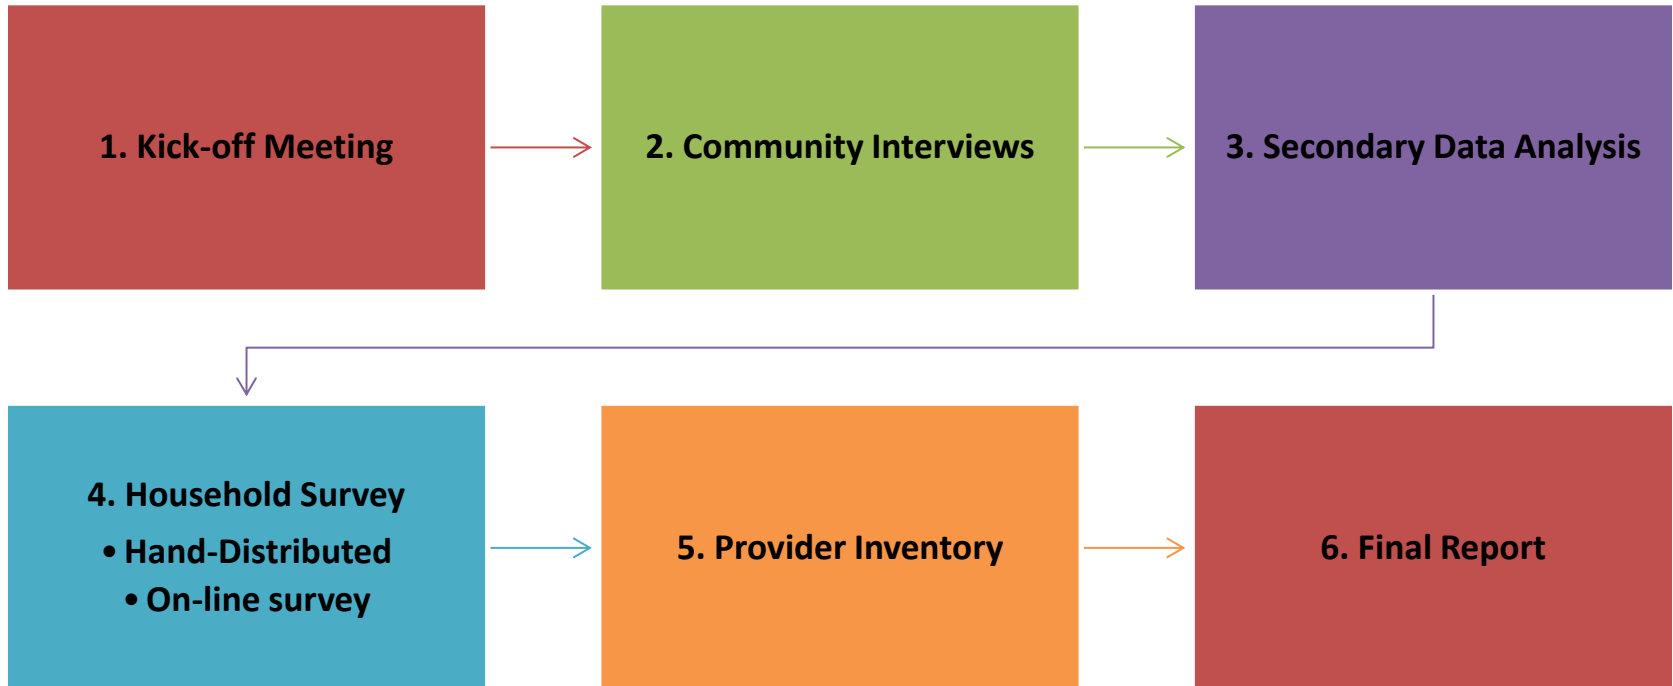 1. Kick-off Meeting
2. Community Interviews
3. Secondary Data Analysis
4. Household Survey
• Hand-Distributed
• On-line survey
5. Provider Inventory
6. Final Report